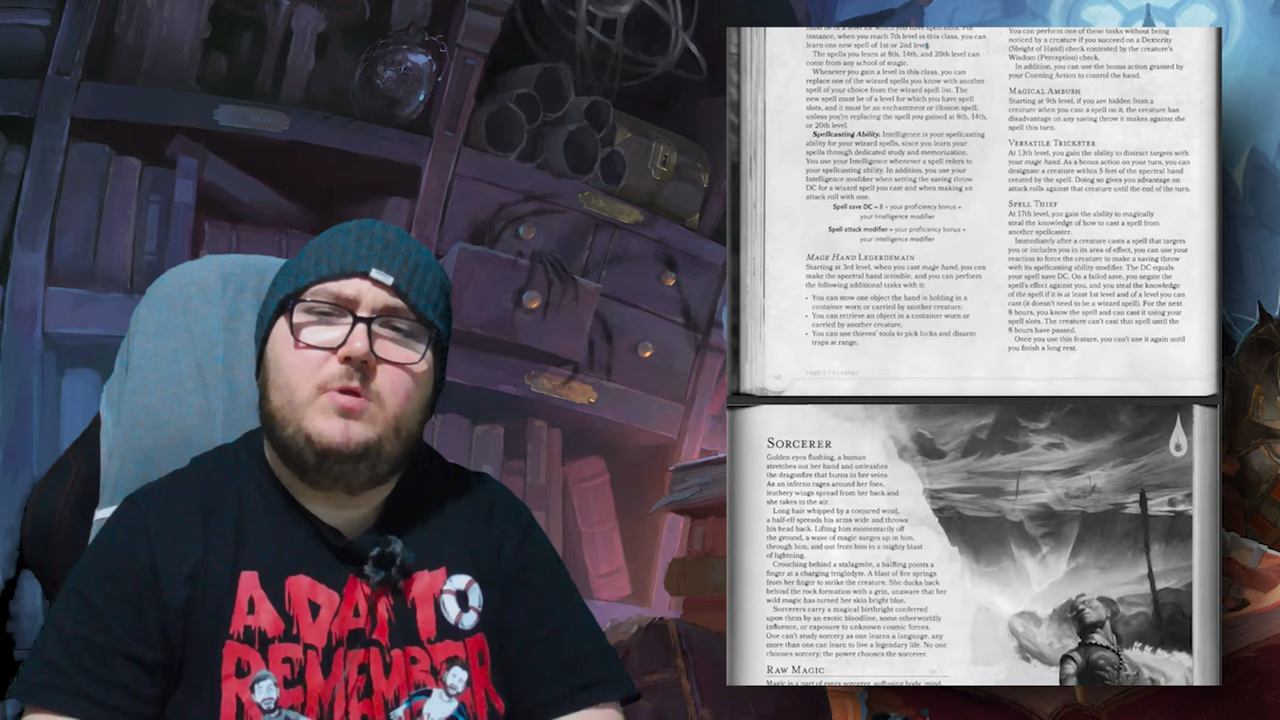 must be of a level for which you have spell slots. For
instance, when you reach 7th level in this class, you can
learn one new spell of 1st or 2nd level.
The spells you learn at 8th, 14th, and 20th level can
come from any school of magic.
Whenever you gain a level in this class, you can
replace one of the wizard spells you know with another
spell of your choice from the wizard spell list. The
new spell must be of a level for which you have spell
slots, and it must be an enchantment or illusion spell,
unless you're replacing the spell you gained at 8th, 14th,
or 20th level.
Spellcasting Ability. Intelligence is your spellcasting
ability for your wizard spells, since you learn your
spells through dedicated study and memorization.
You use your Intelligence whenever a spell refers to
your spellcasting ability. In addition, you use your
Intelligence modifier when setting the saving throw
DC for a wizard spell you cast and when making an
attack roll with one.
Spell save DC = 8 + your proficiency bonus +
your Intelligence modifier
Spell attack modifier = your proficiency bonus +
your Intelligence modifier
Mage Hand Legerdemain
Starting at 3rd level, when you cast mage hand, you can
make the spectral hand invisible, and you can perform
the following additional tasks with it:
• You can stow one object the hand is holding in a
container worn or carried by another creature.
• You can retrieve an object in a container worn or
carried by another creature.
• You can use thieves' tools to pick locks and disarm
traps at range.
You can perform one of these tasks without being
noticed by a creature if you succeed on a Dexterity
(Sleight of Hand) check contested by the creature's
Wisdom (Perception) check.
In addition, you can use the bonus action granted by
your Cunning Action to control the hand.
Magical Ambush
Starting at 9th level, if you are hidden from a
creature when you cast a spell on it, the creature has
disadvantage on any saving throw it makes against the
spell this turn.
Versatile Trickster
At 13th level, you gain the ability to distract targets with
your mage hand. As a bonus action on your turn, you can
designate a creature within 5 feet of the spectral hand
created by the spell. Doing so gives you advantage on
attack rolls against that creature until the end of the turn.
Spell Thief
At 17th level, you gain the ability to magically
steal the knowledge of how to cast a spell from
another spellcaster.
Immediately after a creature casts a spell that targets
you or includes you in its area of effect, you can use your
reaction to force the creature to make a saving throw
with its spellcasting ability modifier. The DC equals
your spell save DC. On a failed save, you negate the
spell's effect against you, and you steal the knowledge
of the spell if it is at least 1st level and of a level you can
cast (it doesn't need to be a wizard spell). For the next
8 hours, you know the spell and can cast it using your
spell slots. The creature can't cast that spell until the
8 hours have passed.
Once you use this feature, you can't use it again until
you finish a long rest.
Sorcerer
Golden eyes flashing, a human
stretches out her hand and unleashes
the dragonfire that burns in her veins.
As an inferno rages around her foes,
leathery wings spread from her back and
she takes to the air.
Long hair whipped by a conjured wind,
a half-elf spreads his arms wide and throws
his head back. Lifting him momentarily off
the ground, a wave of magic surges up in him,
through him, and out from him in a mighty blast
of lightning.
Crouching behind a stalagmite, a halfling points a
finger at a charging troglodyte. A blast of fire springs
from her finger to strike the creature. She ducks back
behind the rock formation with a grin, unaware that her
wild magic has turned her skin bright blue.
Sorcerers carry a magical birthright conferred
upon them by an exotic bloodline, some otherworldly
influence, or exposure to unknown cosmic forces.
One can't study sorcery as one learns a language, any
more than one can learn to live a legendary life. No one
chooses sorcery; the power chooses the sorcerer.
Raw Magic
Magic is a part of every sorcerer, suffusing body, mind,
A DAY TO
REMEMBER